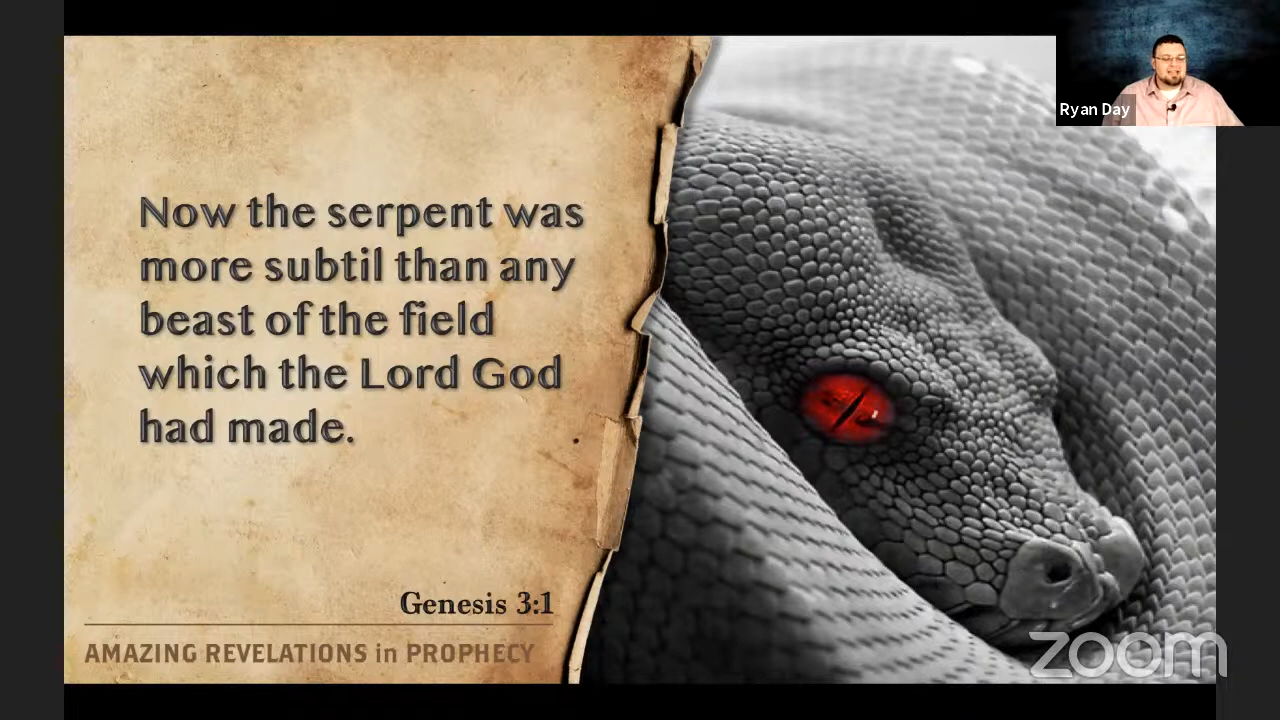 Now the serpent was
more subtil than any
beast of the field
which the Lord God
had made.
Genesis 3:1
AMAZING REVELATIONS in PROPHECY
Ryan Day
zoom